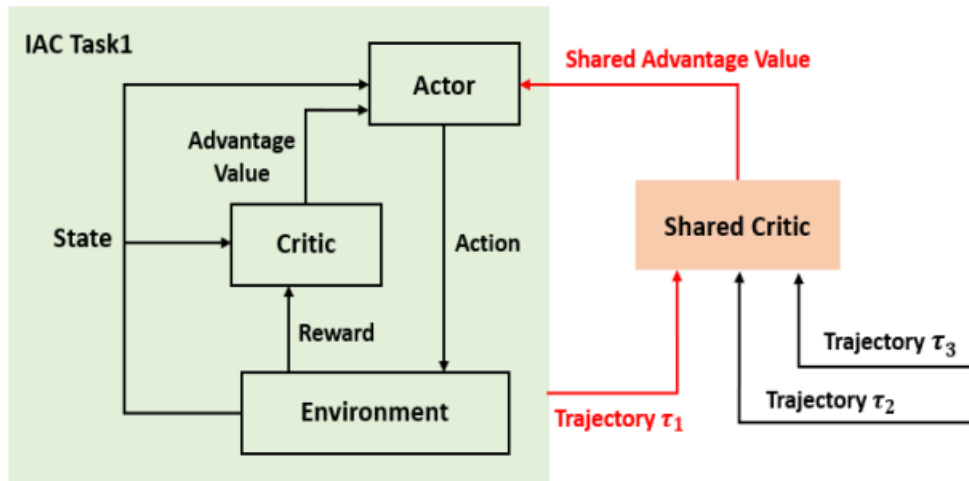 IAC Task1
Actor
Shared Advantage Value
Advantage
Value
State
Critic
Action
Shared Critic
Reward
Environment
Trajectory τ₃
Trajectory τ₂
Trajectory τ₁